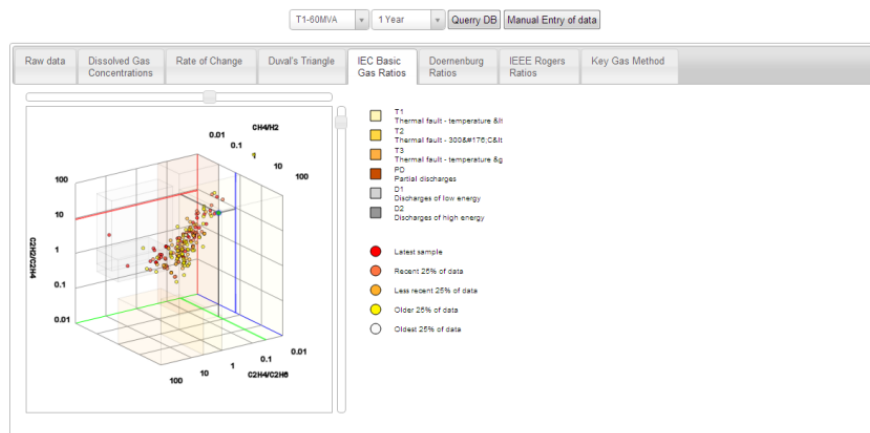 T1-60MVA
1 Year
Querry DB
Manual Entry of data
Raw data
Dissolved Gas
Concentrations
Rate of Change
Duval's Triangle
IEC Basic
Gas Ratios
Doernenburg
Ratios
IEEE Rogers
Ratios
Key Gas Method
CH4/H2
0.01
0.1
1
10
100
C2H2/C2H4
100
10
1
0.1
0.01
100
10
1
0.1
0.01
C2H4/C2H6
T1
Thermal fault - temperature &lt
T2
Thermal fault - 300&#176;C&lt
T3
Thermal fault - temperature &g
PD
Partial discharges
D1
Discharges of low energy
D2
Discharges of high energy
Latest sample
Recent 25% of data
Less recent 25% of data
Older 25% of data
Oldest 25% of data